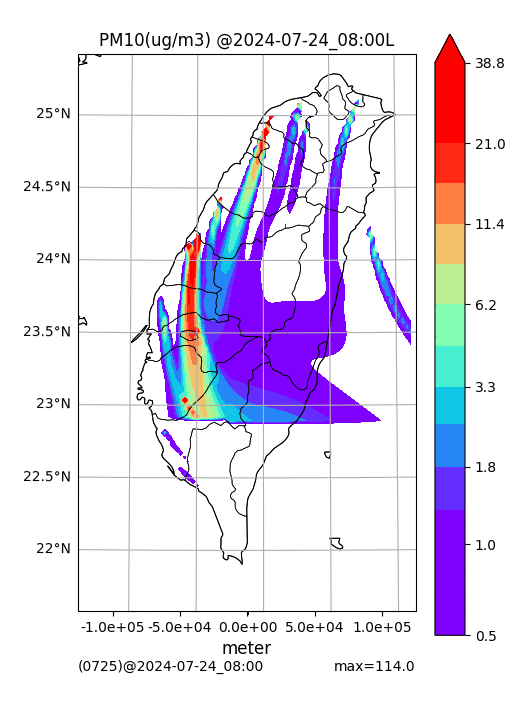 PM10(ug/m3) @2024-07-24_08:00L
38.8
25°N
21.0
24.5°N
11.4
24°N
6.2
23.5°N
3.3
23°N
1.8
22.5°N
1.0
22°N
0.5
-1.0e+05 -5.0e+04 0.0e+00 5.0e+04 1.0e+05
meter
(0725)@2024-07-24_08:00 max=114.0